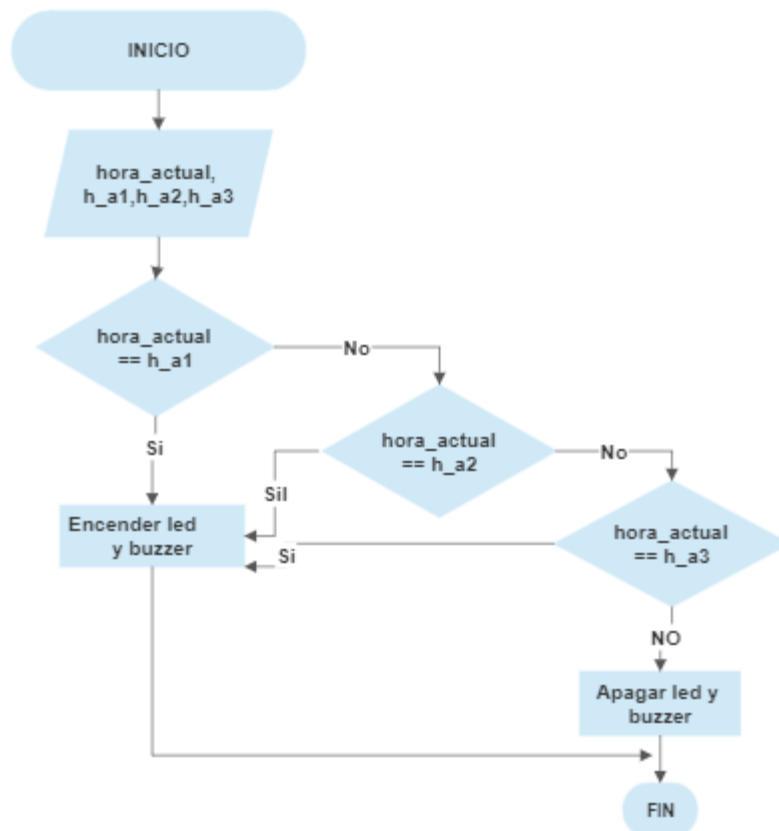 INICIO
hora_actual,
h_a1,h_a2,h_a3
hora_actual
== h_a1
No
hora_actual
== h_a2
No
Si
Sil
Encender led
y buzzer
hora_actual
== h_a3
Si
NO
Apagar led y
buzzer
FIN